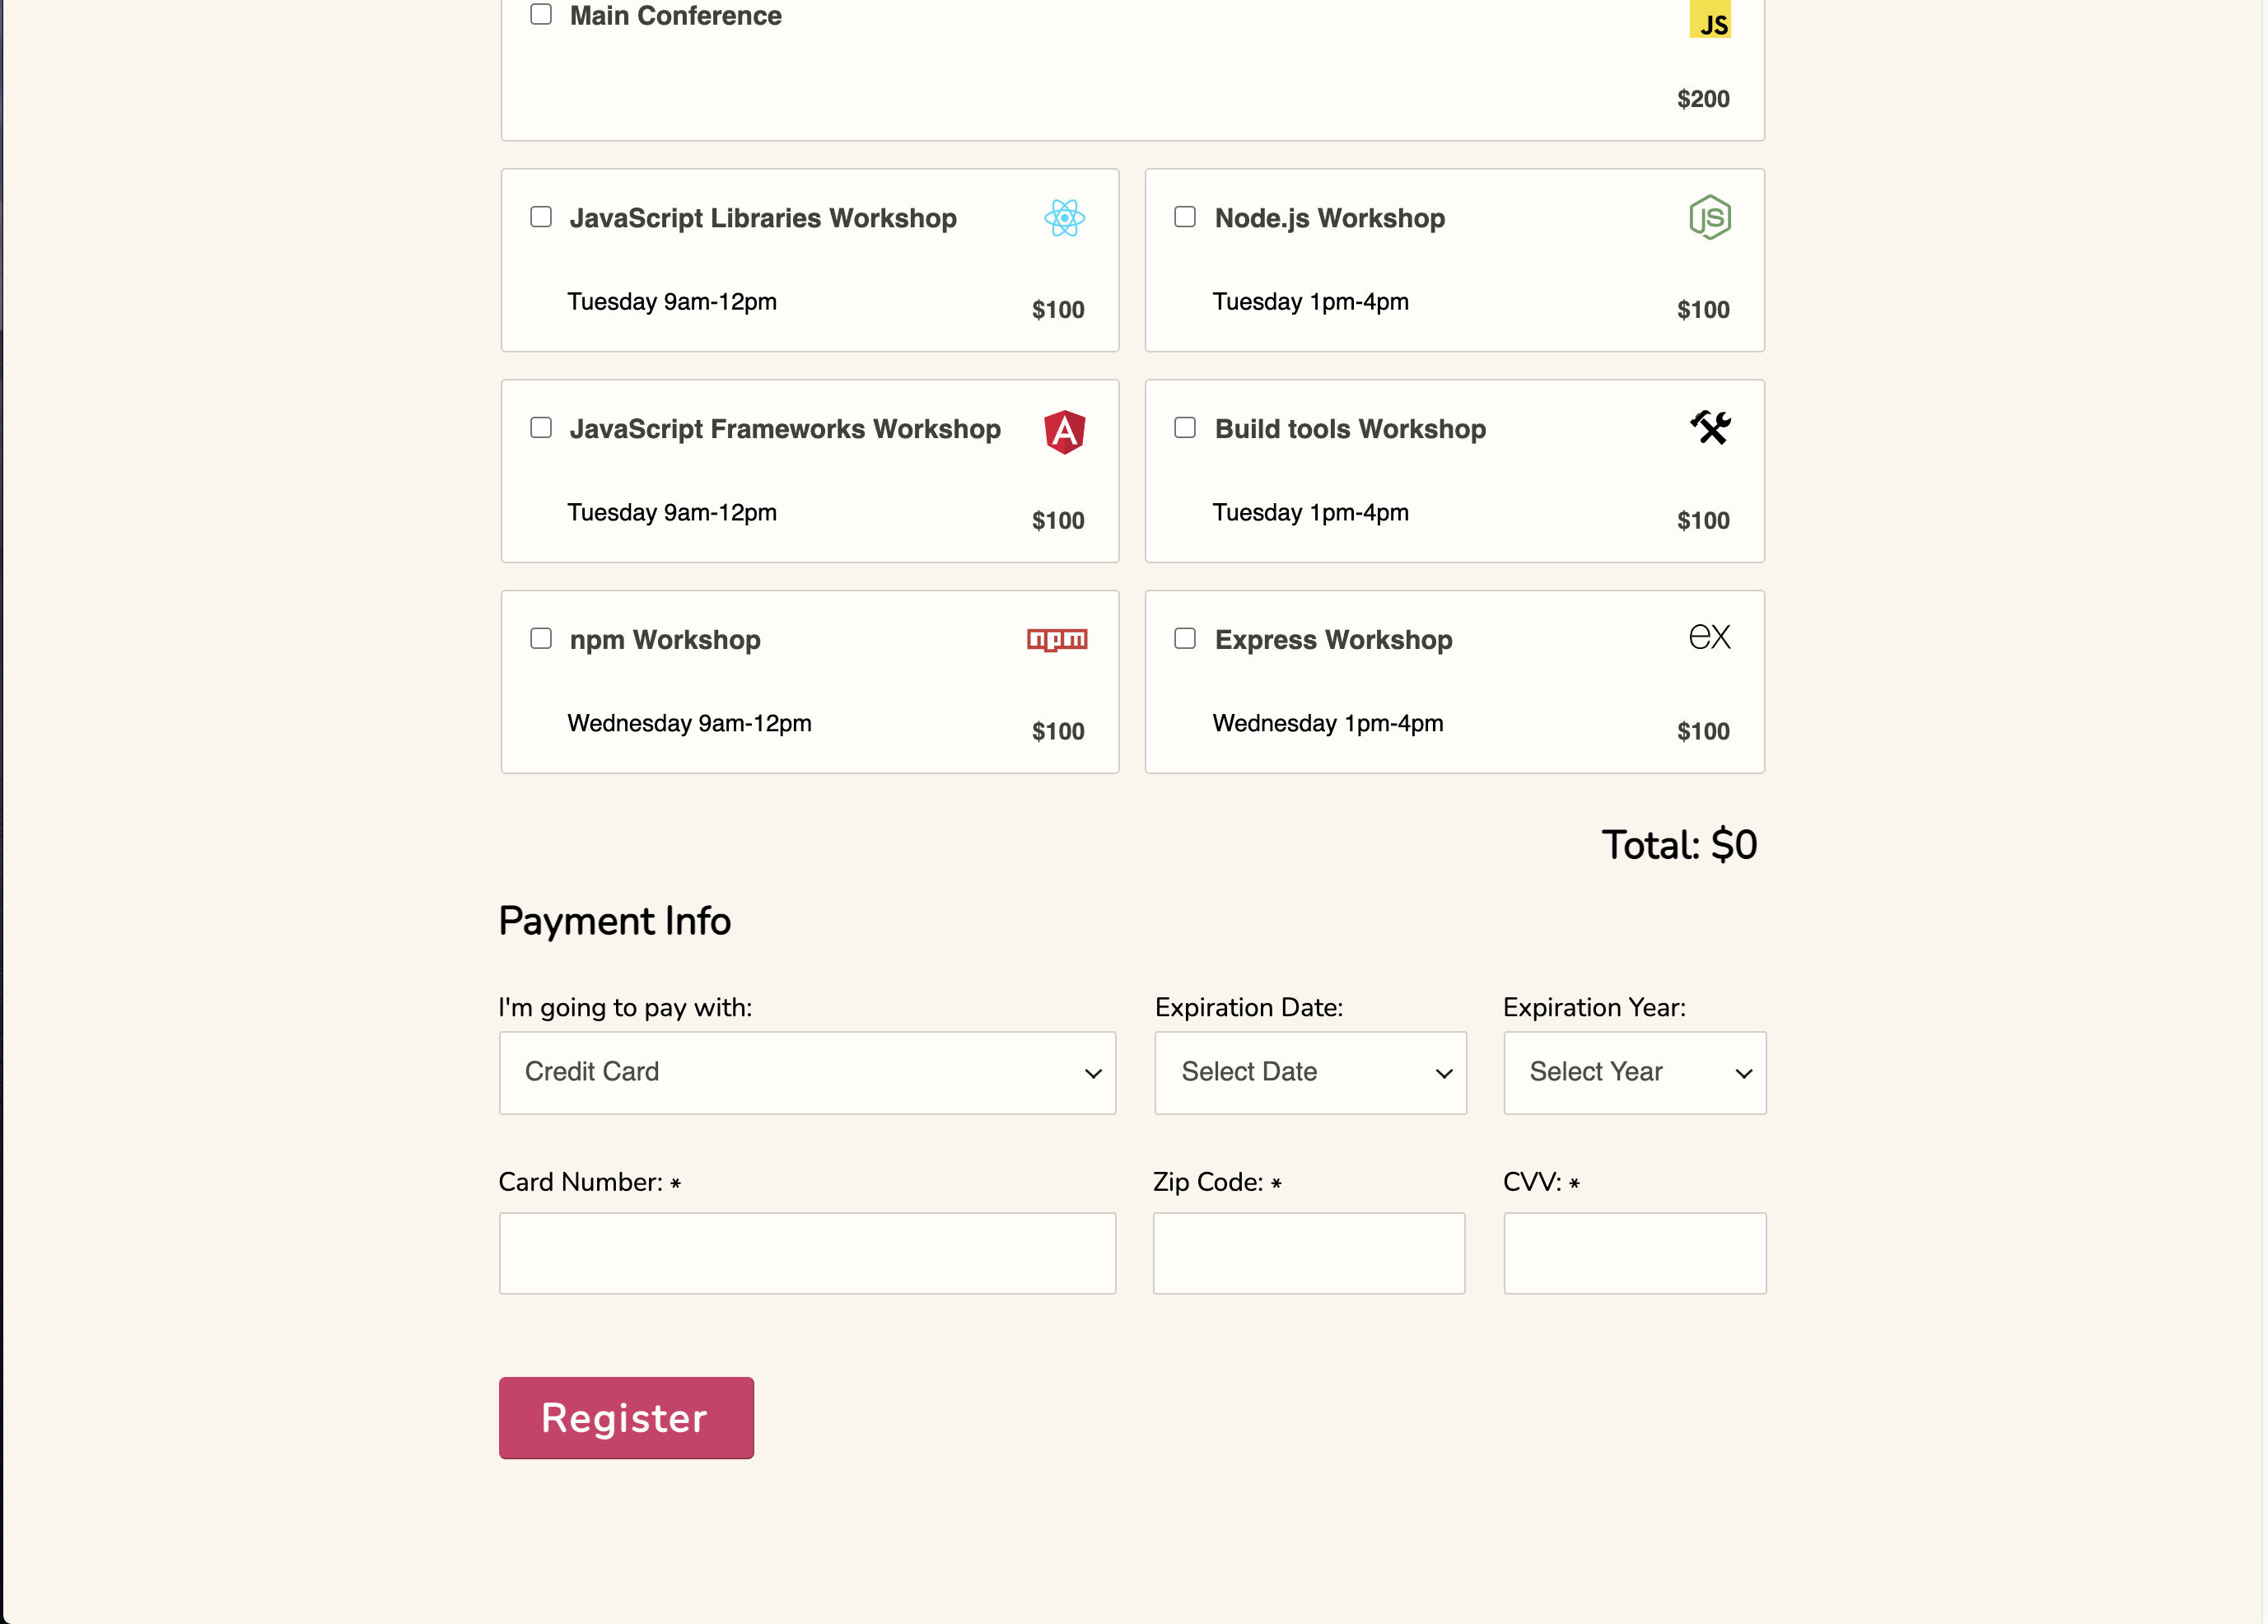 Main Conference
JS
$200
JavaScript Libraries Workshop
Tuesday 9am-12pm
$100
Node.js Workshop
JS
Tuesday 1pm-4pm
$100
JavaScript Frameworks Workshop
A
Tuesday 9am-12pm
$100
Build tools Workshop
Tuesday 1pm-4pm
$100
npm Workshop
npm
Wednesday 9am-12pm
$100
Express Workshop
ex
Wednesday 1pm-4pm
$100
Total: $0
Payment Info
I'm going to pay with:
Credit Card
Expiration Date:
Select Date
Expiration Year:
Select Year
Card Number: *
Zip Code: *
CVV: *
Register